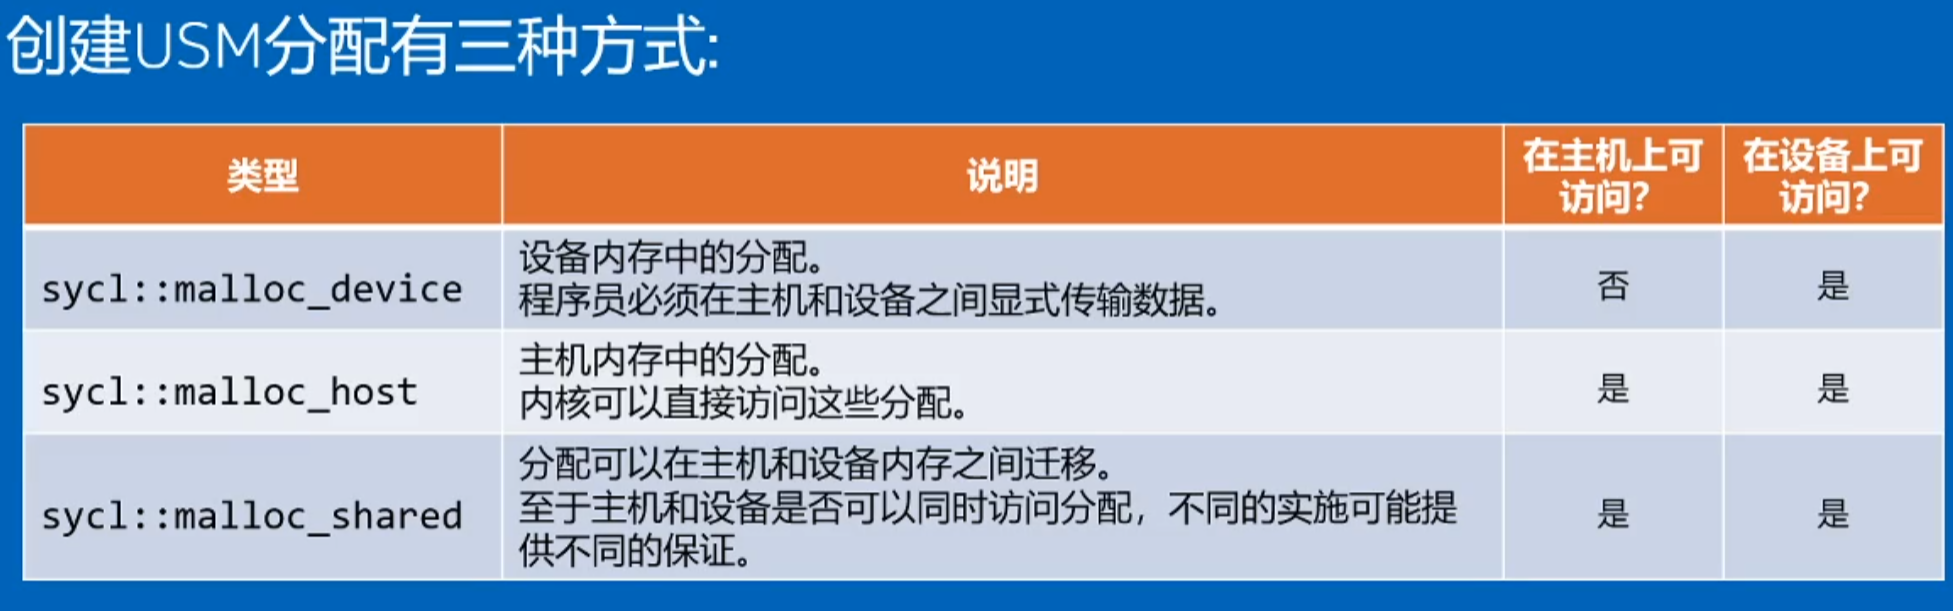 创建USM分配有三种方式:
类型
说明
在主机上可
访问?
在设备上可
访问?
sycl::malloc_device
设备内存中的分配。
程序员必须在主机和设备之间显式传输数据。
否
是
sycl::malloc_host
主机内存中的分配。
内核可以直接访问这些分配。
是
是
sycl::malloc_shared
分配可以在主机和设备内存之间迁移。
至于主机和设备是否可以同时访问分配，不同的实施可能提
供不同的保证。
是
是